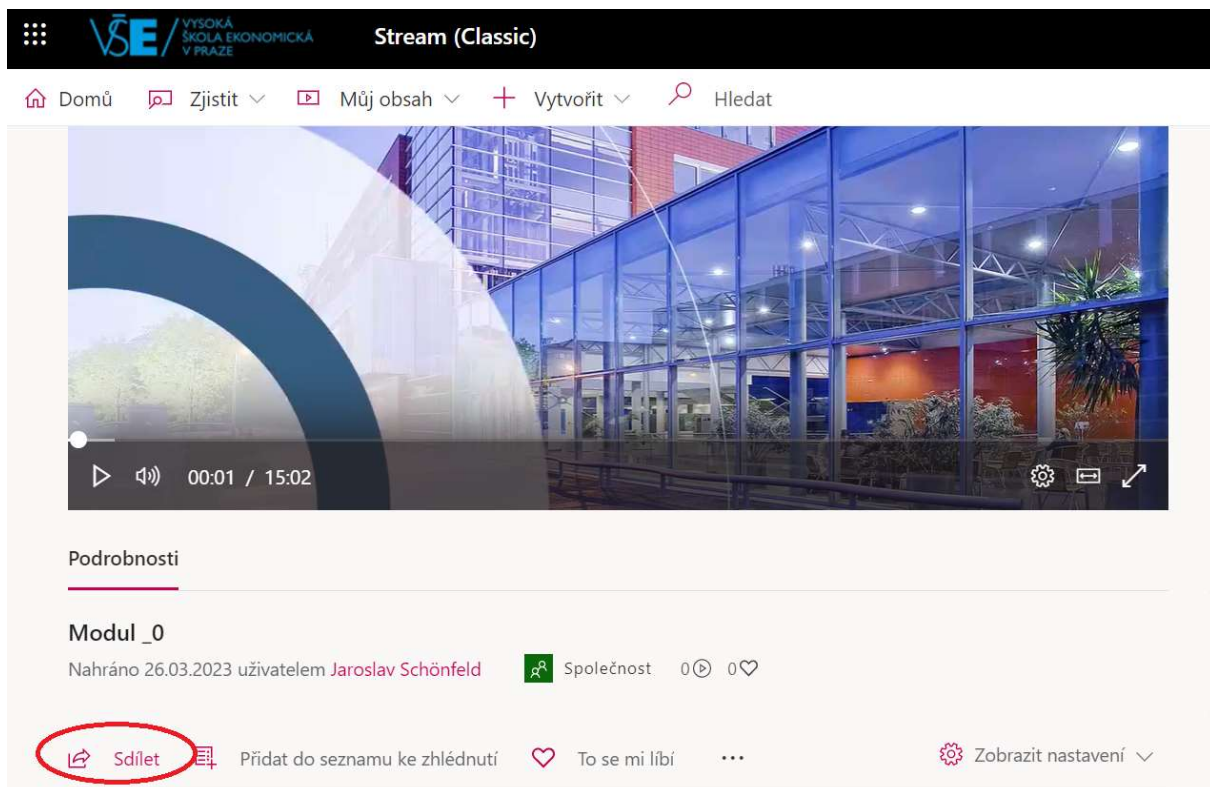 VŠE / VYSOKÁ
ŠKOLA EKONOMICKÁ
V PRAZE
Stream (Classic)
Domů Zjistit Můj obsah Vytvořit Hledat
00:01 / 15:02
Podrobnosti
Modul _0
Nahráno 26.03.2023 uživatelem Jaroslav Schönfeld Společnost 0 0
Sdílet Přidat do seznamu ke zhlédnutí To se mi líbí ... Zobrazit nastavení